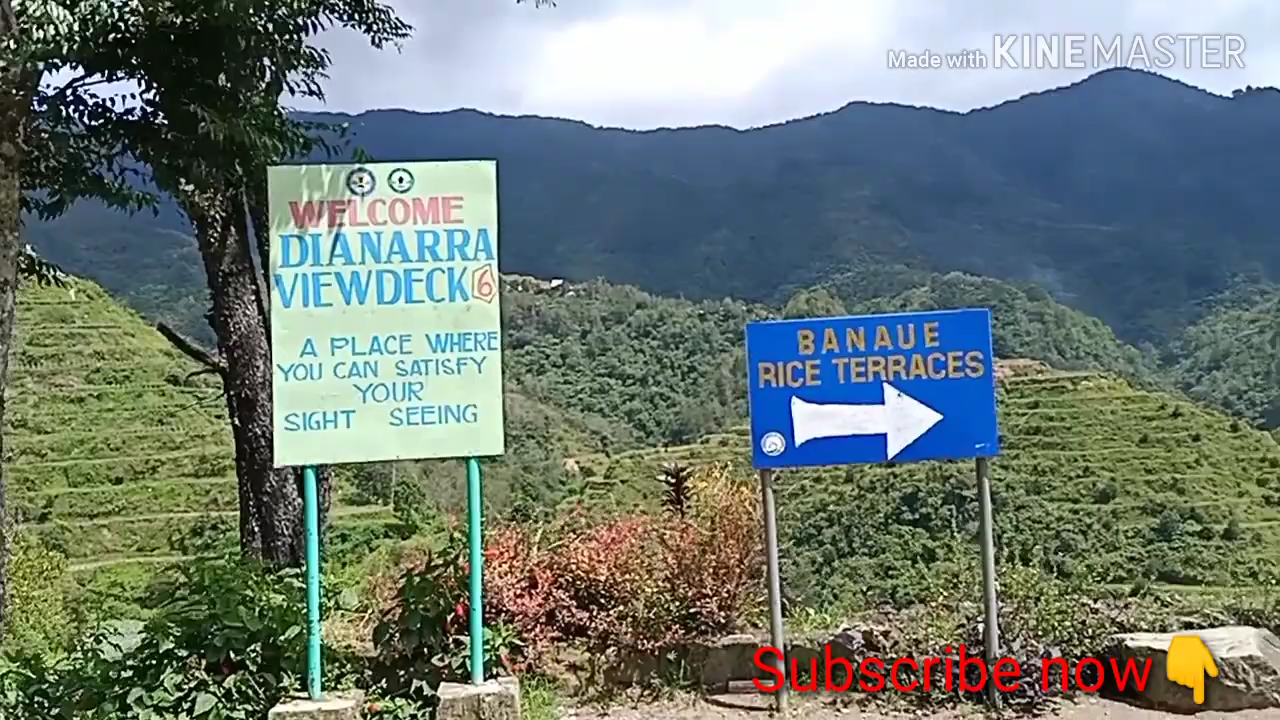 Made with KINEMASTER
WELCOME
DIANARRA
VIEWDECK 6
A PLACE WHERE
YOU CAN SATISFY
YOUR
SIGHT SEEING
BANAUE
RICE TERRACES
Subscribe now👇